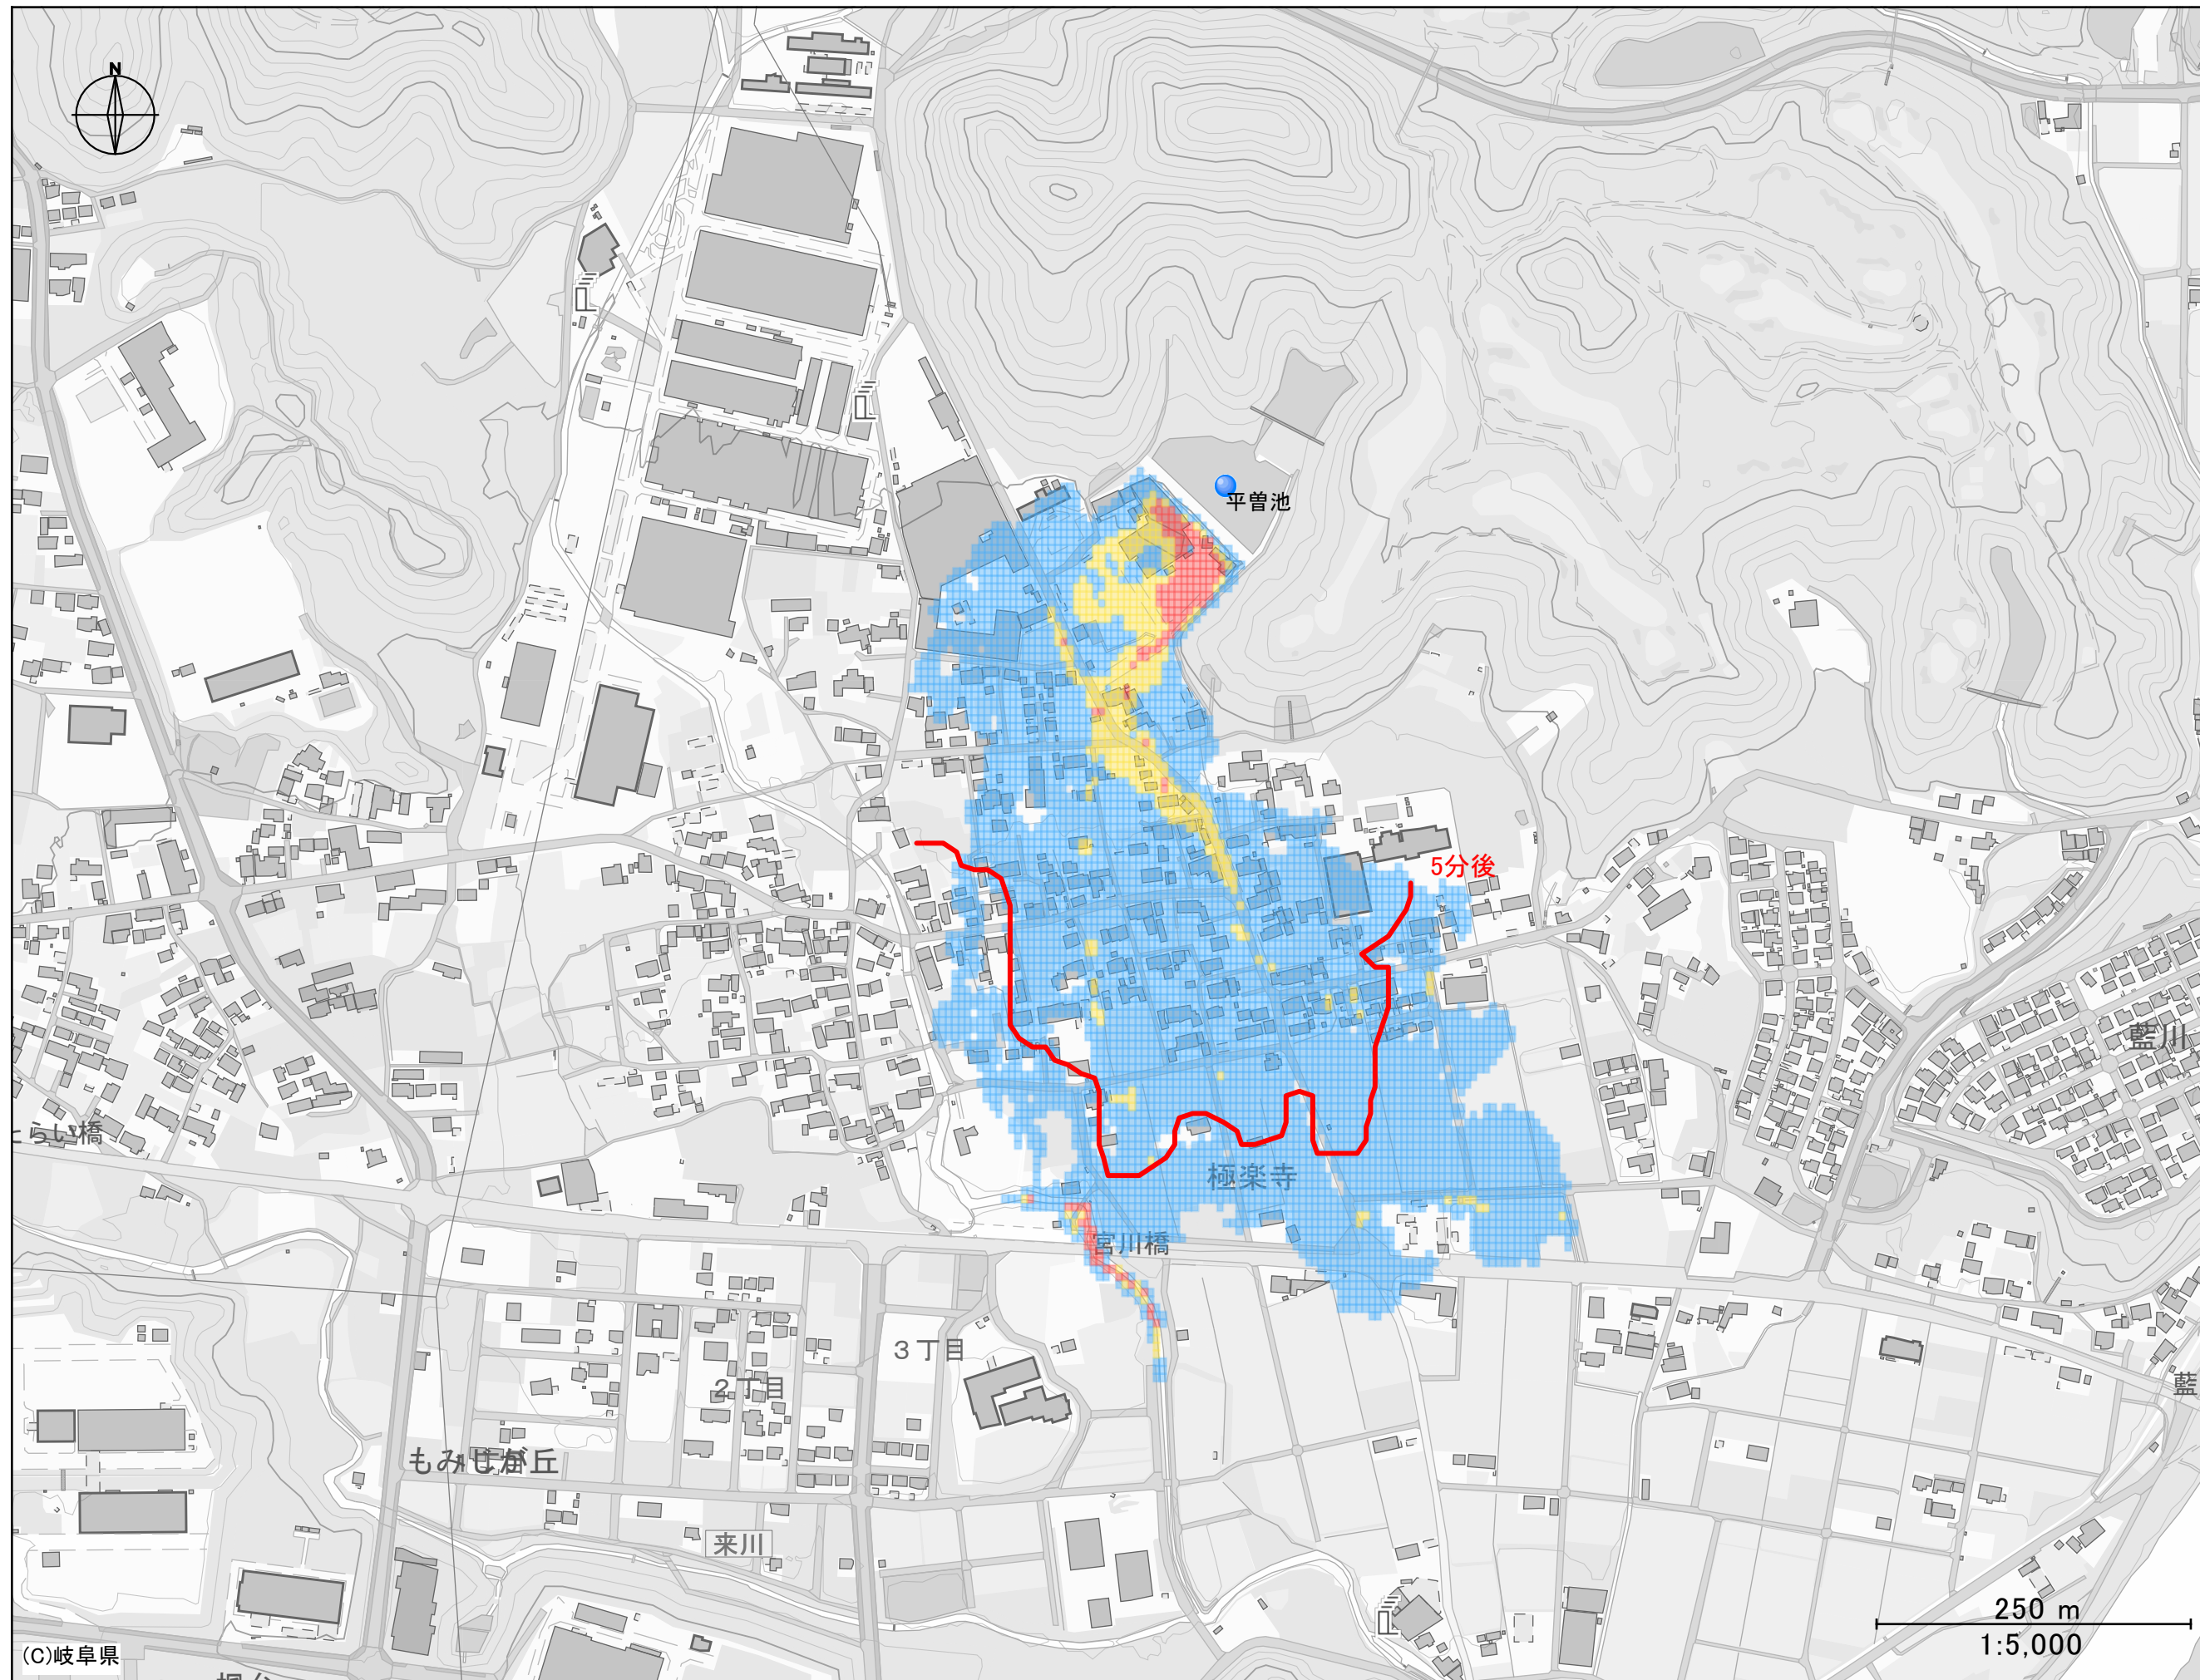 N
平曽池
5分後
藍川
とらい橋
極楽寺
宮川橋
3丁目
2丁目
藍
もみじが丘
来川
250 m
1:5,000
(C)岐阜県